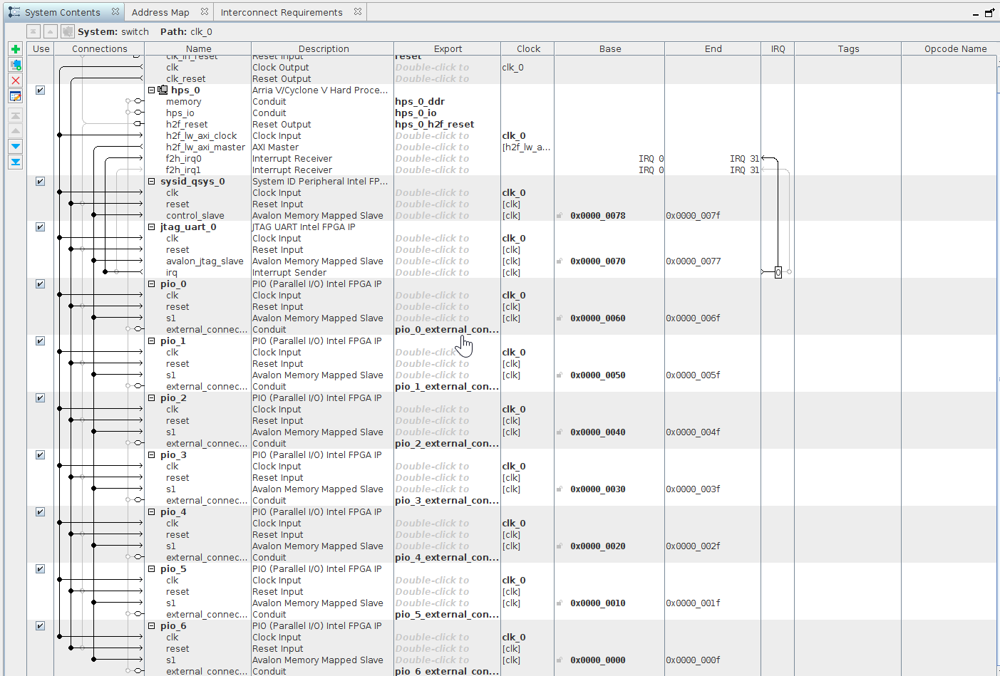 System Contents Address Map Interconnect Requirements
System: switch Path: clk_0
Use Connections Name Description Export Clock Base End IRQ Tags Opcode Name
clk_in_reset Reset Input reset
clk Clock Output Double-click to clk_0
clk_reset Reset Output Double-click to
hps_0 Arria V/Cyclone V Hard Proce...
memory Conduit hps_0_ddr
hps_io Conduit hps_0_io
h2f_reset Reset Output hps_0_h2f_reset
h2f_lw_axi_clock Clock Input Double-click to clk_0
h2f_lw_axi_master AXI Master Double-click to [h2f_lw_a...
f2h_irq0 Interrupt Receiver Double-click to IRQ 0 IRQ 31
f2h_irq1 Interrupt Receiver Double-click to IRQ 0 IRQ 31
sysid_qsys_0 System ID Peripheral Intel FP...
clk Clock Input Double-click to clk_0
reset Reset Input Double-click to [clk]
control_slave Avalon Memory Mapped Slave Double-click to [clk] 0x0000_0078 0x0000_007f
jtag_uart_0 JTAG UART Intel FPGA IP
clk Clock Input Double-click to clk_0
reset Reset Input Double-click to [clk]
avalon_jtag_slave Avalon Memory Mapped Slave Double-click to [clk] 0x0000_0070 0x0000_0077
irq Interrupt Sender Double-click to [clk] 0
pio_0 PIO (Parallel I/O) Intel FPGA IP
clk Clock Input Double-click to clk_0
reset Reset Input Double-click to [clk]
s1 Avalon Memory Mapped Slave Double-click to [clk] 0x0000_0060 0x0000_006f
external_connec... Conduit pio_0_external_con...
pio_1 PIO (Parallel I/O) Intel FPGA IP
clk Clock Input Double-click to clk_0
reset Reset Input Double-click to [clk]
s1 Avalon Memory Mapped Slave Double-click to [clk] 0x0000_0050 0x0000_005f
external_connec... Conduit pio_1_external_con...
pio_2 PIO (Parallel I/O) Intel FPGA IP
clk Clock Input Double-click to clk_0
reset Reset Input Double-click to [clk]
s1 Avalon Memory Mapped Slave Double-click to [clk] 0x0000_0040 0x0000_004f
external_connec... Conduit pio_2_external_con...
pio_3 PIO (Parallel I/O) Intel FPGA IP
clk Clock Input Double-click to clk_0
reset Reset Input Double-click to [clk]
s1 Avalon Memory Mapped Slave Double-click to [clk] 0x0000_0030 0x0000_003f
external_connec... Conduit pio_3_external_con...
pio_4 PIO (Parallel I/O) Intel FPGA IP
clk Clock Input Double-click to clk_0
reset Reset Input Double-click to [clk]
s1 Avalon Memory Mapped Slave Double-click to [clk] 0x0000_0020 0x0000_002f
external_connec... Conduit pio_4_external_con...
pio_5 PIO (Parallel I/O) Intel FPGA IP
clk Clock Input Double-click to clk_0
reset Reset Input Double-click to [clk]
s1 Avalon Memory Mapped Slave Double-click to [clk] 0x0000_0010 0x0000_001f
external_connec... Conduit pio_5_external_con...
pio_6 PIO (Parallel I/O) Intel FPGA IP
clk Clock Input Double-click to clk_0
reset Reset Input Double-click to [clk]
s1 Avalon Memory Mapped Slave Double-click to [clk] 0x0000_0000 0x0000_000f
external_connec... Conduit pio_6_external_con...